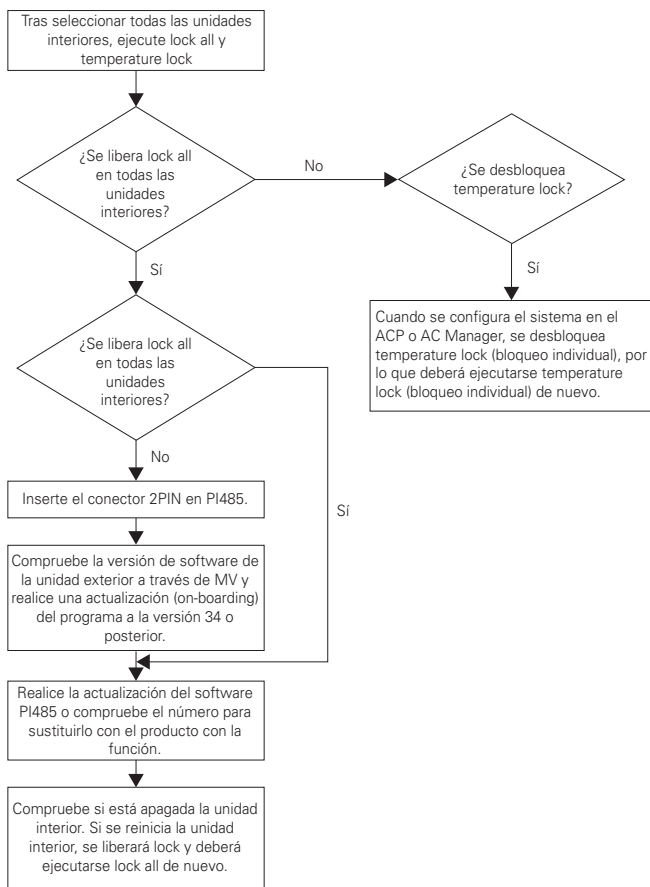 Tras seleccionar todas las unidades
interiores, ejecute lock all y
temperature lock
¿Se libera lock all
en todas las
unidades
interiores?
No
¿Se desbloquea
temperature lock?
Sí
Sí
Cuando se configura el sistema en el
ACP o AC Manager, se desbloquea
temperature lock (bloqueo individual), por
lo que deberá ejecutarse temperature
lock (bloqueo individual) de nuevo.
¿Se libera lock all
en todas las
unidades
interiores?
No
Sí
Inserte el conector 2PIN en PI485.
Compruebe la versión de software de
la unidad exterior a través de MV y
realice una actualización (on-boarding)
del programa a la versión 34 o
posterior.
Realice la actualización del software
PI485 o compruebe el número para
sustituirlo con el producto con la
función.
Compruebe si está apagada la unidad
interior. Si se reinicia la unidad
interior, se liberará lock y deberá
ejecutarse lock all de nuevo.